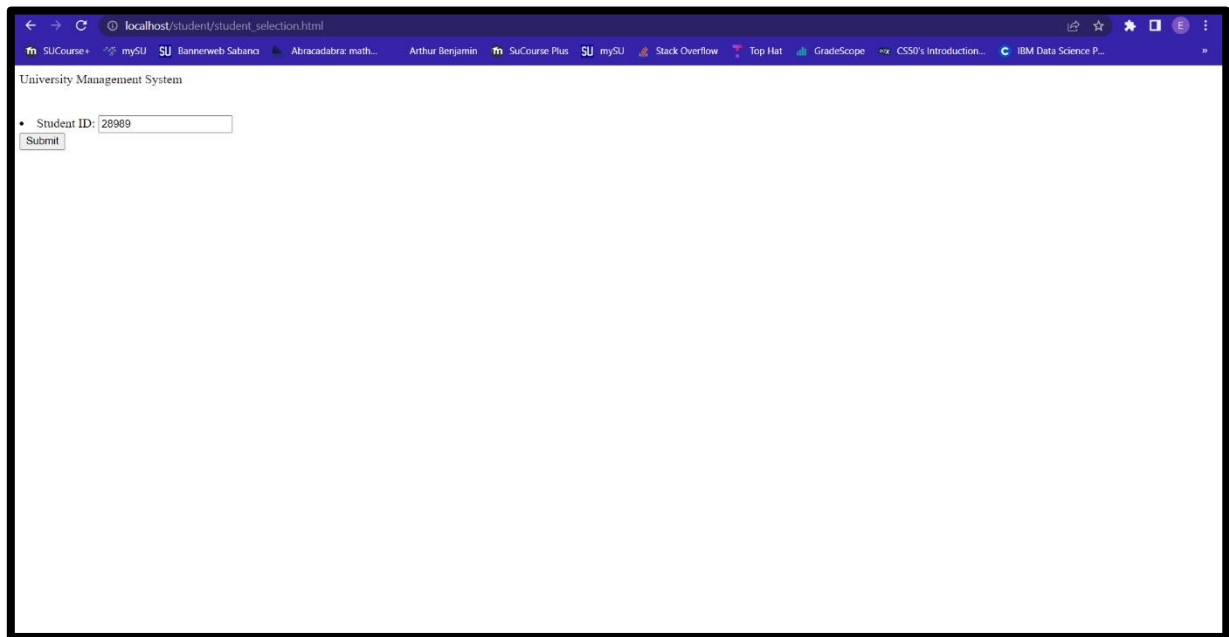 localhost/student/student_selection.html
E
SUCourse+ mySU SU Bannerweb Sabancı Abracadabra: math... Arthur Benjamin SuCourse Plus SU mySU Stack Overflow Top Hat GradeScope CS50's Introduction... C IBM Data Science P... »
University Management System
• Student ID: 28989
Submit